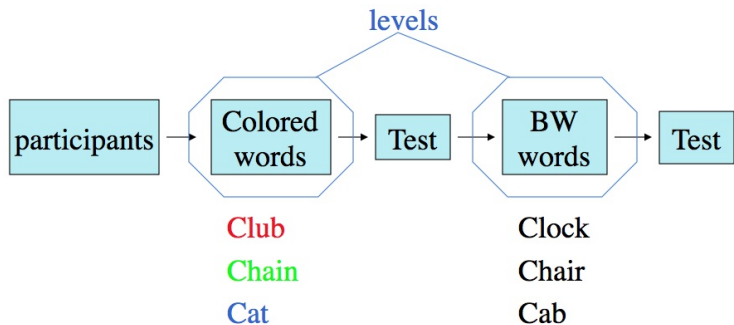 levels
participants
Colored
words
Test
BW
words
Test
Club
Chain
Cat
Clock
Chair
Cab